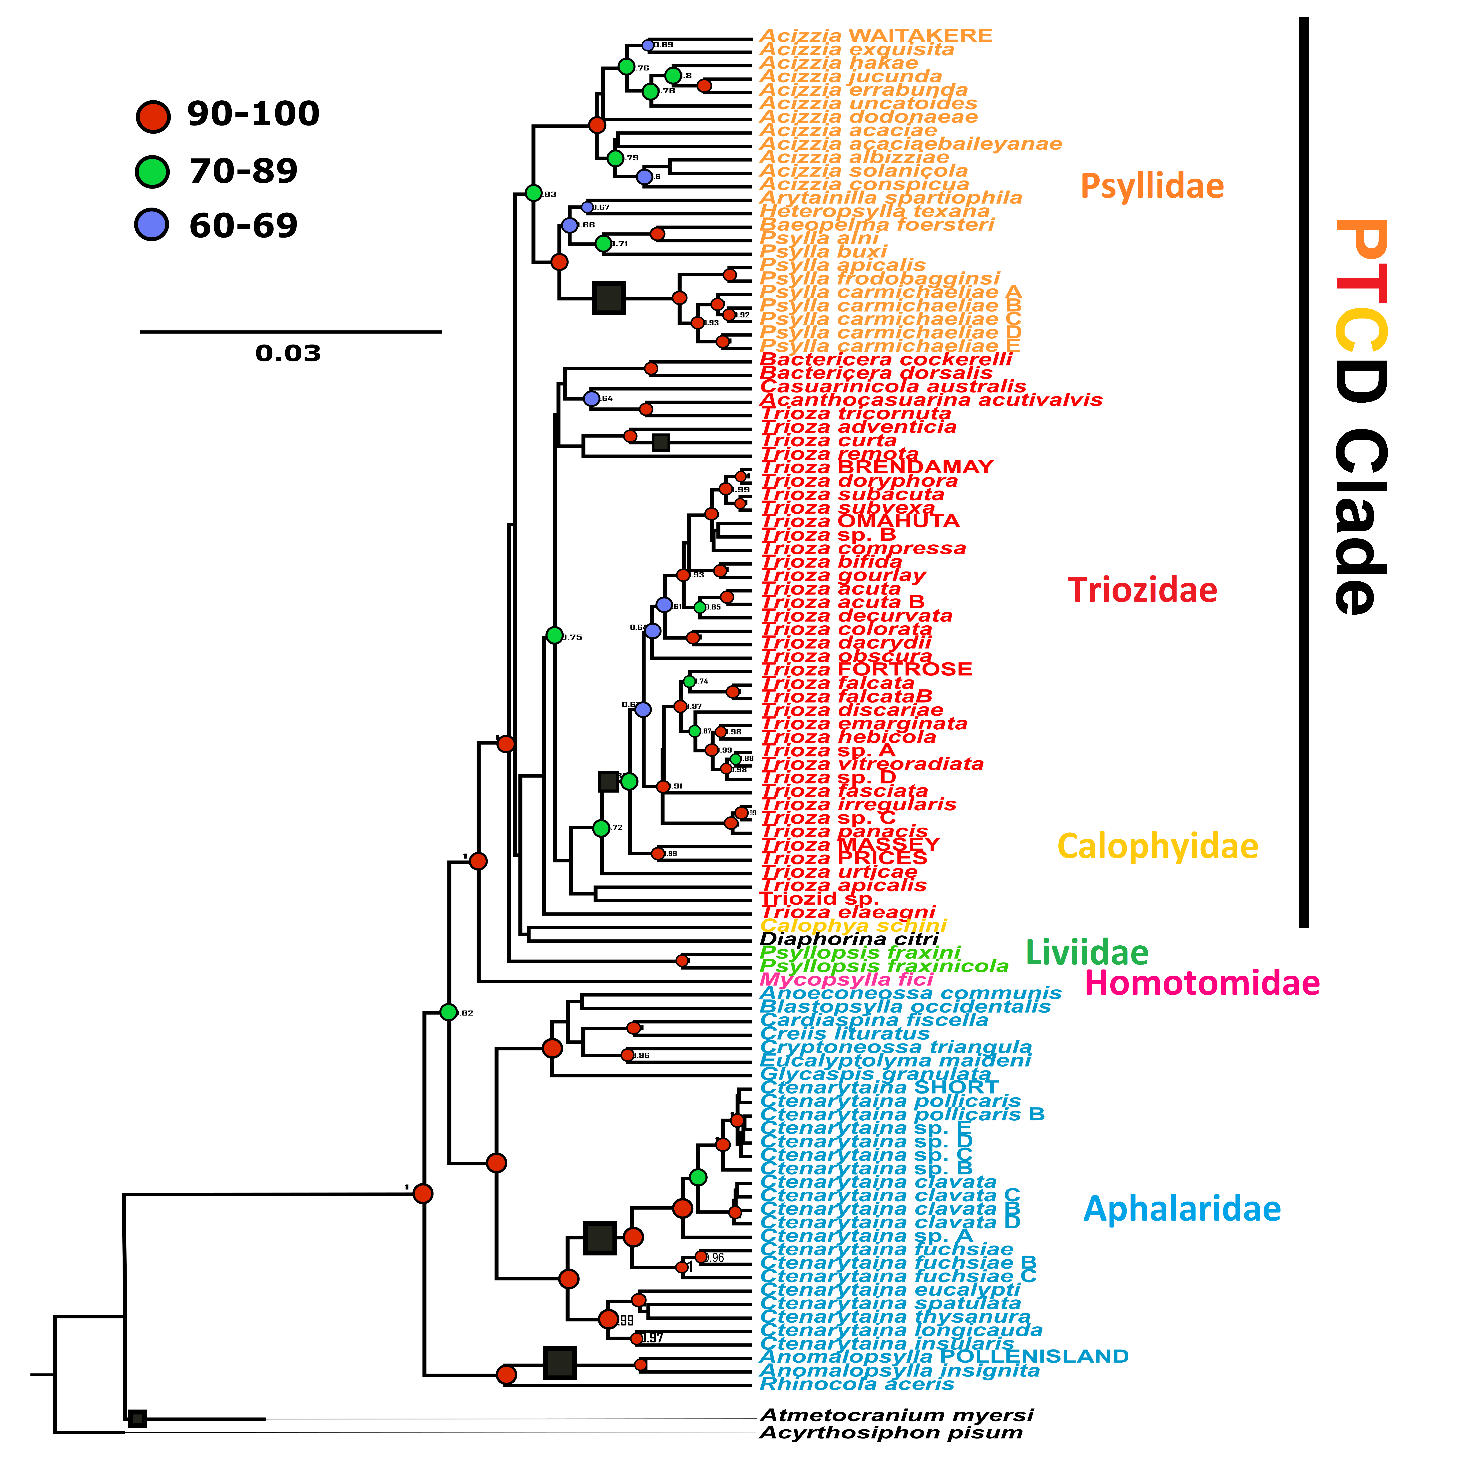 90-100
70-89
60-69
0.03
Acizzia WAITAKERE
Acizzia exquisita
Acizzia hakae
Acizzia jucunda
Acizzia errabunda
Acizzia uncatoides
Acizzia dodonaeae
Acizzia acaciae
Acizzia acaciaebaileyanae
Acizzia albizziae
Acizzia solanicola
Acizzia conspicua
Arytainilla spartiophila
Heteropsylla texana
Baeopelma foersteri
Psylla alni
Psylla buxi
Psylla apicalis
Psylla frodobagginsi
Psylla carmichaeliae A
Psylla carmichaeliae B
Psylla carmichaeliae C
Psylla carmichaeliae D
Psylla carmichaeliae E
Bactericera cockerelli
Bactericera dorsalis
Casuarinicola australis
Acanthocasuarina acutivalvis
Trioza tricornuta
Trioza adventicia
Trioza curta
Trioza remota
Trioza BRENDAMAY
Trioza doryphora
Trioza subacuta
Trioza subvexa
Trioza OMAHUTA
Trioza sp. B
Trioza compressa
Trioza bifida
Trioza gourlay
Trioza acuta
Trioza acuta B
Trioza decurvata
Trioza colorata
Trioza dacrydii
Trioza obscura
Trioza FORTROSE
Trioza falcata
Trioza falcataB
Trioza discariae
Trioza emarginata
Trioza hebicola
Trioza sp. A
Trioza vitreoradiata
Trioza sp. D
Trioza fasciata
Trioza irregularis
Trioza sp. C
Trioza panacis
Trioza MASSEY
Trioza PRICES
Trioza urticae
Trioza apicalis
Triozid sp.
Trioza elaeagni
Calophya schini
Diaphorina citri
Psyllopsis fraxini
Psyllopsis fraxinicola
Mycopsylla fici
Anoeconeossa communis
Blastopsylla occidentalis
Cardiaspina fiscella
Creiis lituratus
Cryptoneossa triangula
Eucalyptolyma maideni
Glycaspis granulata
Ctenarytaina SHORT
Ctenarytaina pollicaris
Ctenarytaina pollicaris B
Ctenarytaina sp. E
Ctenarytaina sp. D
Ctenarytaina sp. C
Ctenarytaina sp. B
Ctenarytaina clavata
Ctenarytaina clavata C
Ctenarytaina clavata B
Ctenarytaina clavata D
Ctenarytaina sp. A
Ctenarytaina fuchsiae
Ctenarytaina fuchsiae B
Ctenarytaina fuchsiae C
Ctenarytaina eucalypti
Ctenarytaina spatulata
Ctenarytaina thysanura
Ctenarytaina longicauda
Ctenarytaina insularis
Anomalopsylla POLLENISLAND
Anomalopsylla insignita
Rhinocola aceris
Atmetocranium myersi
Acyrthosiphon pisum
Psyllidae
Triozidae
Calophyidae
Liviidae
Homotomidae
Aphalaridae
PTCD Clade